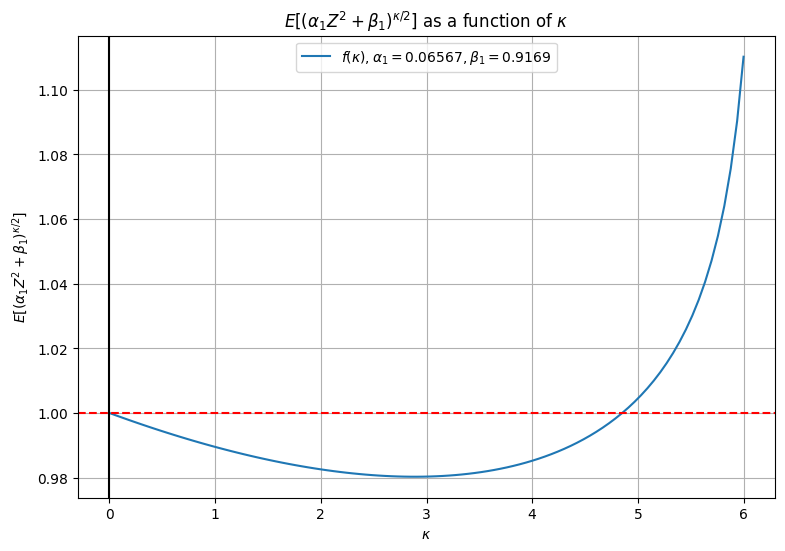 E[(α₁Z² + β₁)^{κ/2}] as a function of κ
f(κ), α₁ = 0.06567, β₁ = 0.9169
E[(α₁Z² + β₁)^{κ/2}]
1.10
1.08
1.06
1.04
1.02
1.00
0.98
0 1 2 3 4 5 6
κ